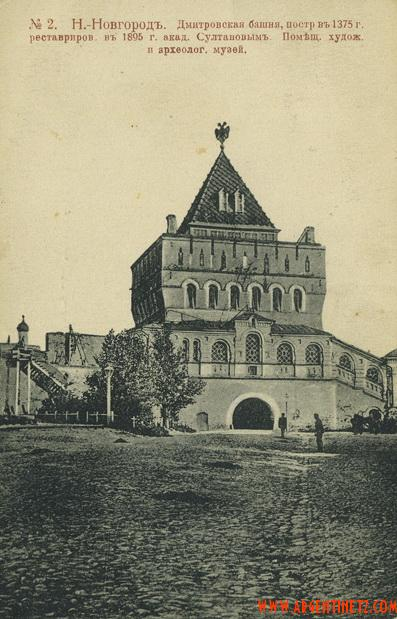 № 2. Н.-Новгородъ. Дмитровская башня, постр въ 1375 г.
реставриров. въ 1895 г. акад. Султановымъ. Помѣщ. худож.
и археолог. музей.
WWW.ARGENTINETZ.COM